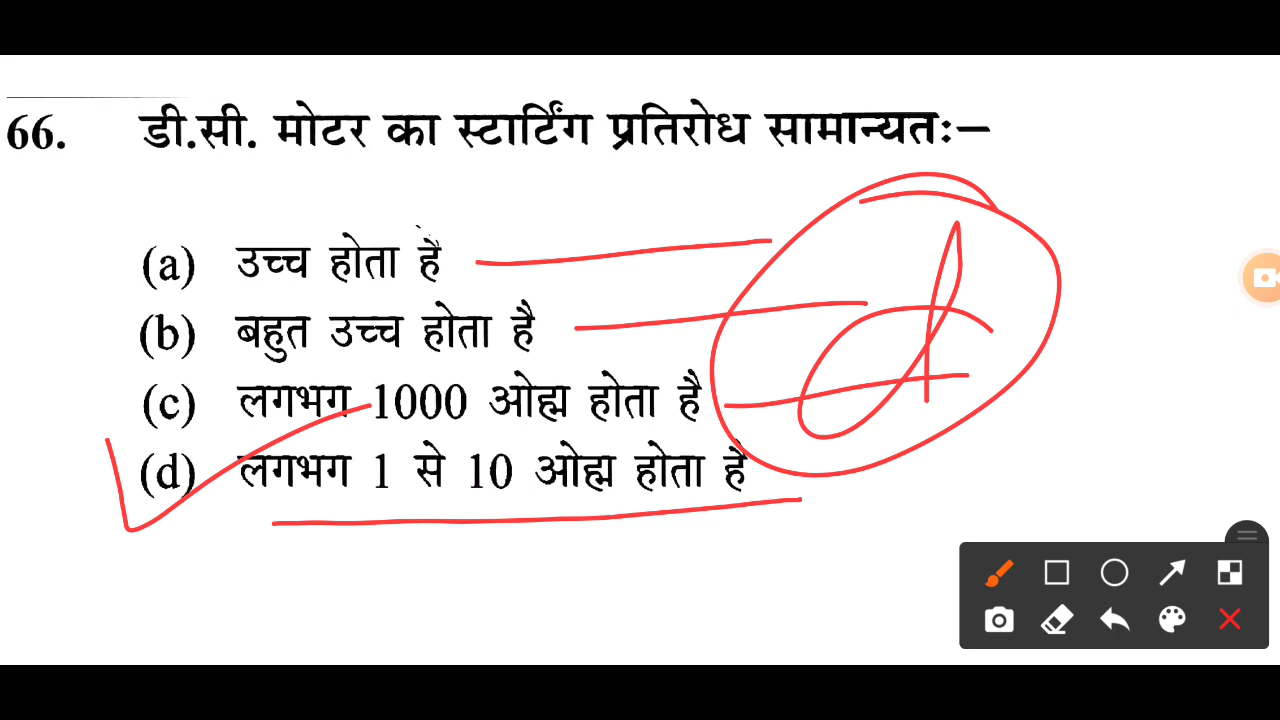 66. डी.सी. मोटर का स्टार्टिंग प्रतिरोध सामान्यतः–
(a) उच्च होता है
(b) बहुत उच्च होता है
(c) लगभग 1000 ओह्म होता है
(d) लगभग 1 से 10 ओह्म होता है
d